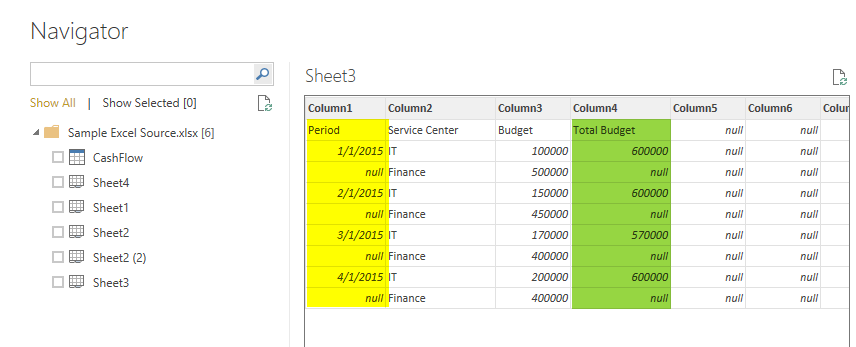 Navigator
Show All | Show Selected [0]
Sample Excel Source.xlsx [6]
CashFlow
Sheet4
Sheet1
Sheet2
Sheet2 (2)
Sheet3
Sheet3
Column1 Column2 Column3 Column4 Column5 Column6 Colum
Period Service Center Budget Total Budget null null
1/1/2015 IT 100000 600000 null null
null Finance 500000 null null null
2/1/2015 IT 150000 600000 null null
null Finance 450000 null null null
3/1/2015 IT 170000 570000 null null
null Finance 400000 null null null
4/1/2015 IT 200000 600000 null null
null Finance 400000 null null null